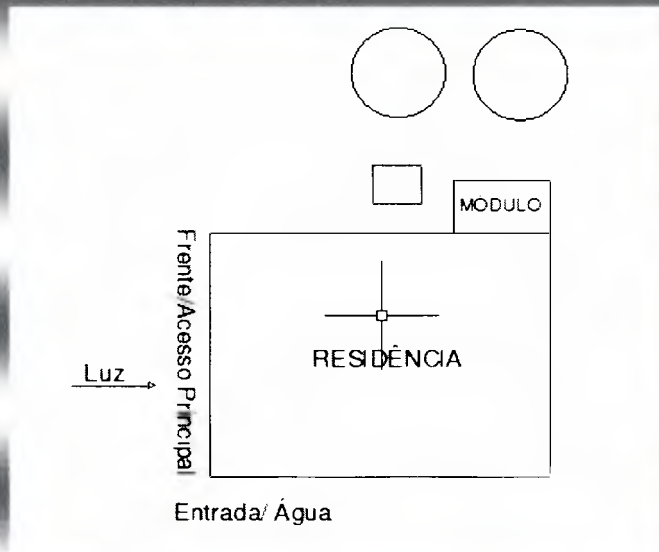 MÓDULO
Frente/Acesso Principal
RESIDÊNCIA
Luz
Entrada/ Água